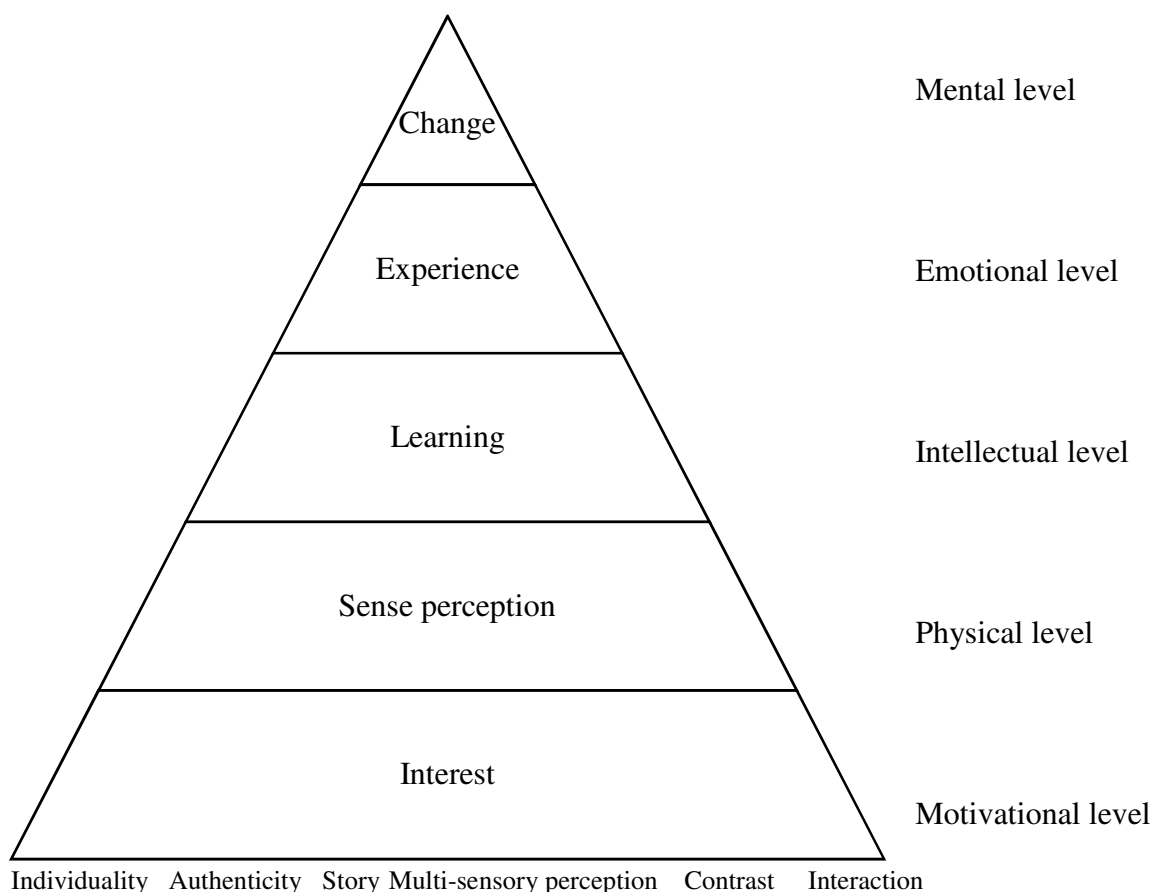 Mental level
Change
Experience
Emotional level
Learning
Intellectual level
Sense perception
Physical level
Interest
Motivational level
Individuality Authenticity Story Multi-sensory perception Contrast Interaction